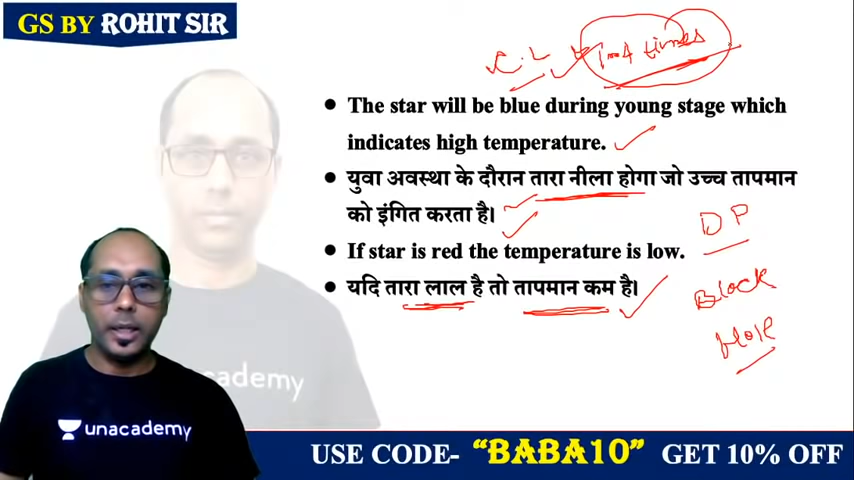 GS BY ROHIT SIR
C.L 1.4 times
The star will be blue during young stage which
indicates high temperature.
युवा अवस्था के दौरान तारा नीला होगा जो उच्च तापमान
को इंगित करता है।
If star is red the temperature is low.
यदि तारा लाल है तो तापमान कम है।
DP
Black
Hole
academy
unacademy
USE CODE- “BABA10” GET 10% OFF